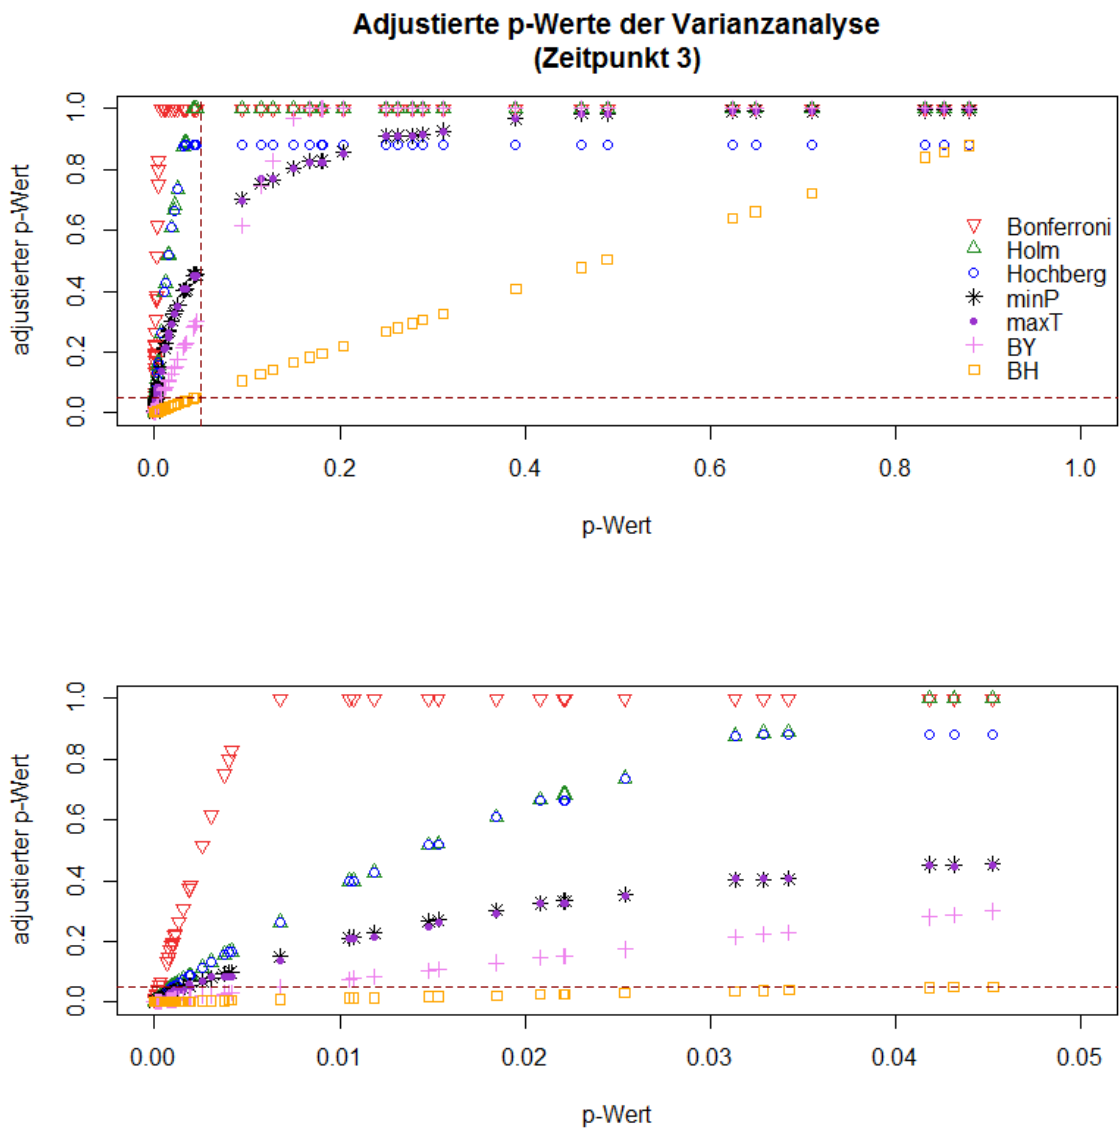 Adjustierte p-Werte der Varianzanalyse
(Zeitpunkt 3)
adjustierter p-Wert
0.0 0.2 0.4 0.6 0.8 1.0
Bonferroni
Holm
Hochberg
minP
maxT
BY
BH
0.0 0.2 0.4 0.6 0.8 1.0
p-Wert
adjustierter p-Wert
0.0 0.2 0.4 0.6 0.8 1.0
0.00 0.01 0.02 0.03 0.04 0.05
p-Wert